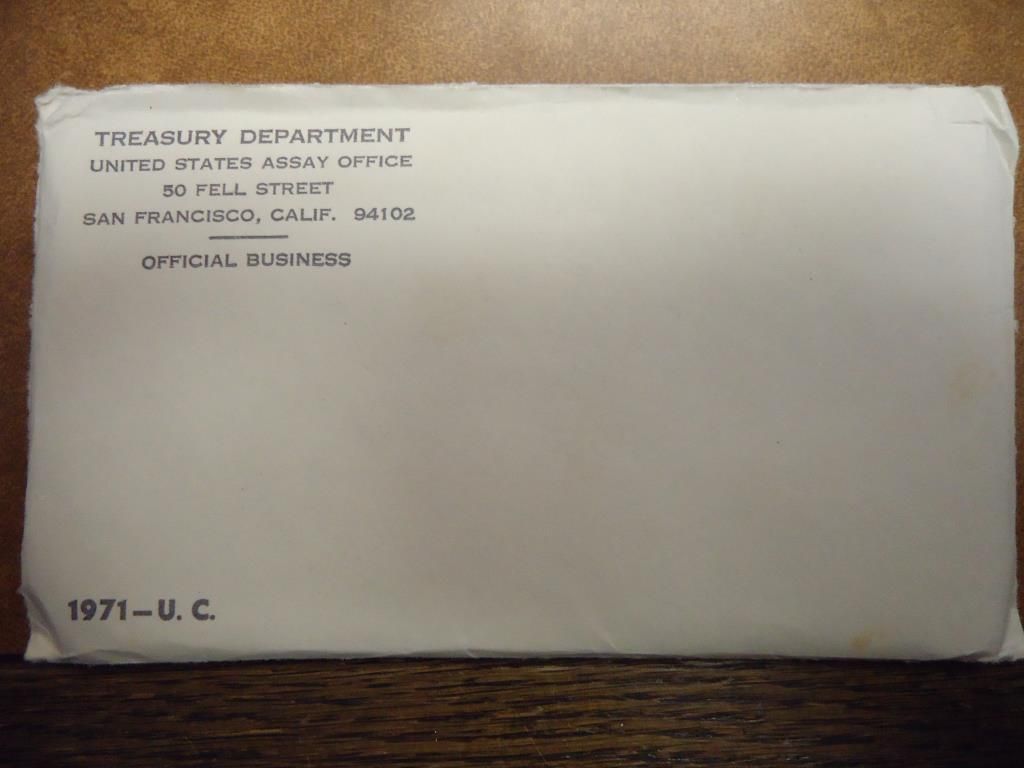 TREASURY DEPARTMENT
UNITED STATES ASSAY OFFICE
50 FELL STREET
SAN FRANCISCO, CALIF. 94102
OFFICIAL BUSINESS
1971-U. C.